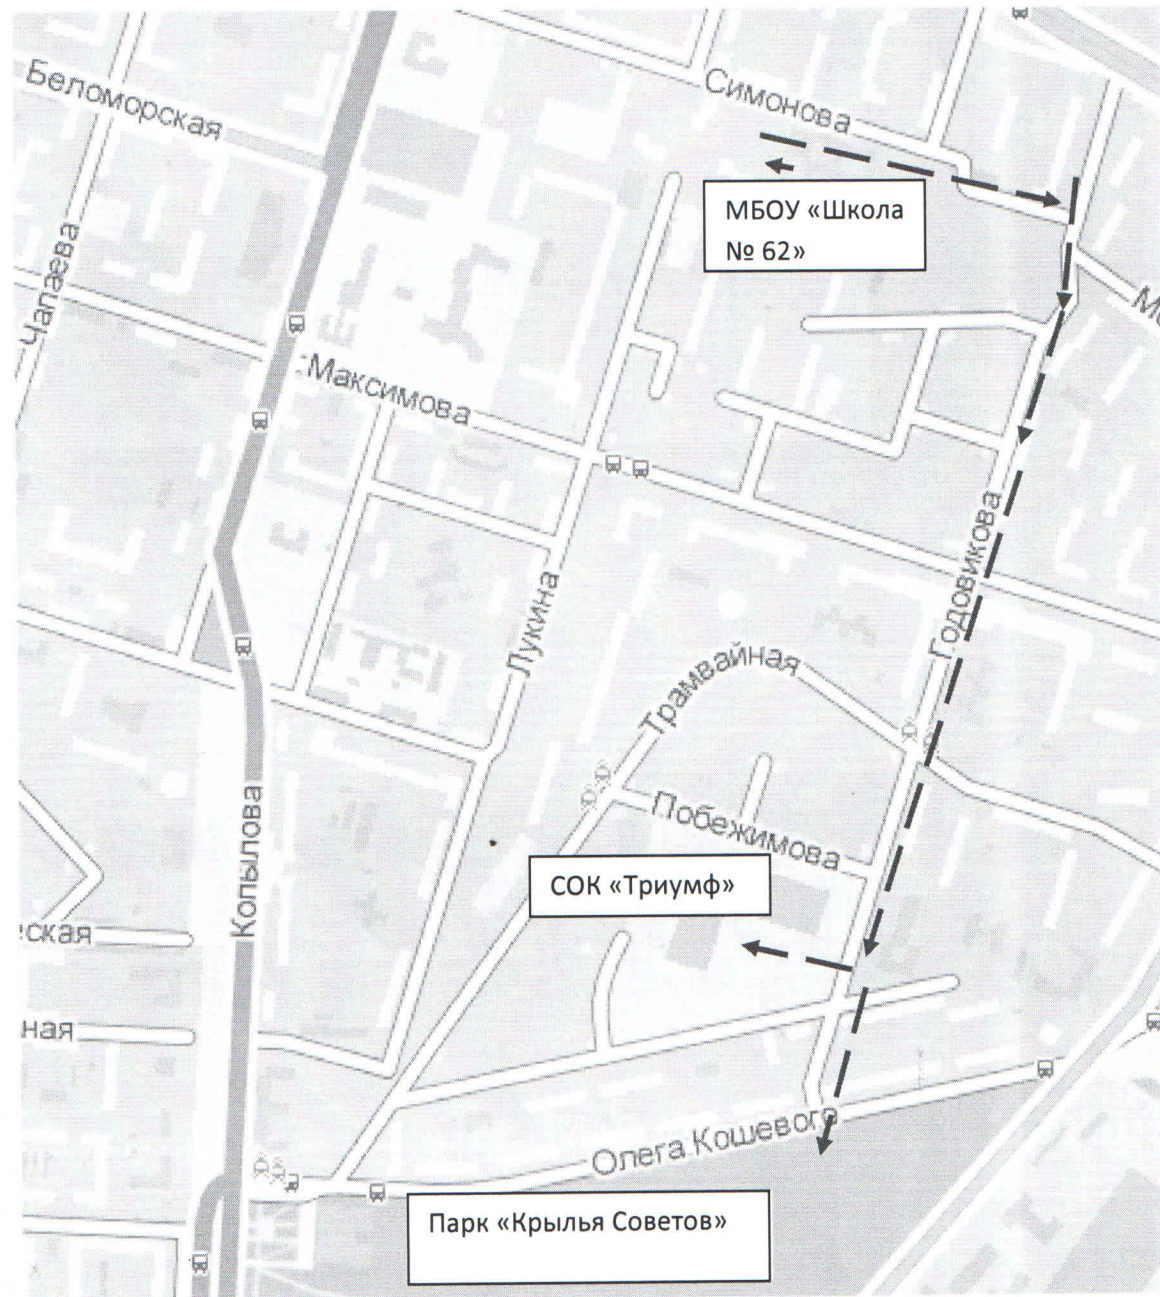 Беломорская
Симонова
МБОУ «Школа
№ 62»
Чапаева
Максимова
Годовикова
Лукина
Трамвайная
Побежимова
Копылова
СОК «Триумф»
ская
ная
Олега Кошевого
Парк «Крылья Советов»